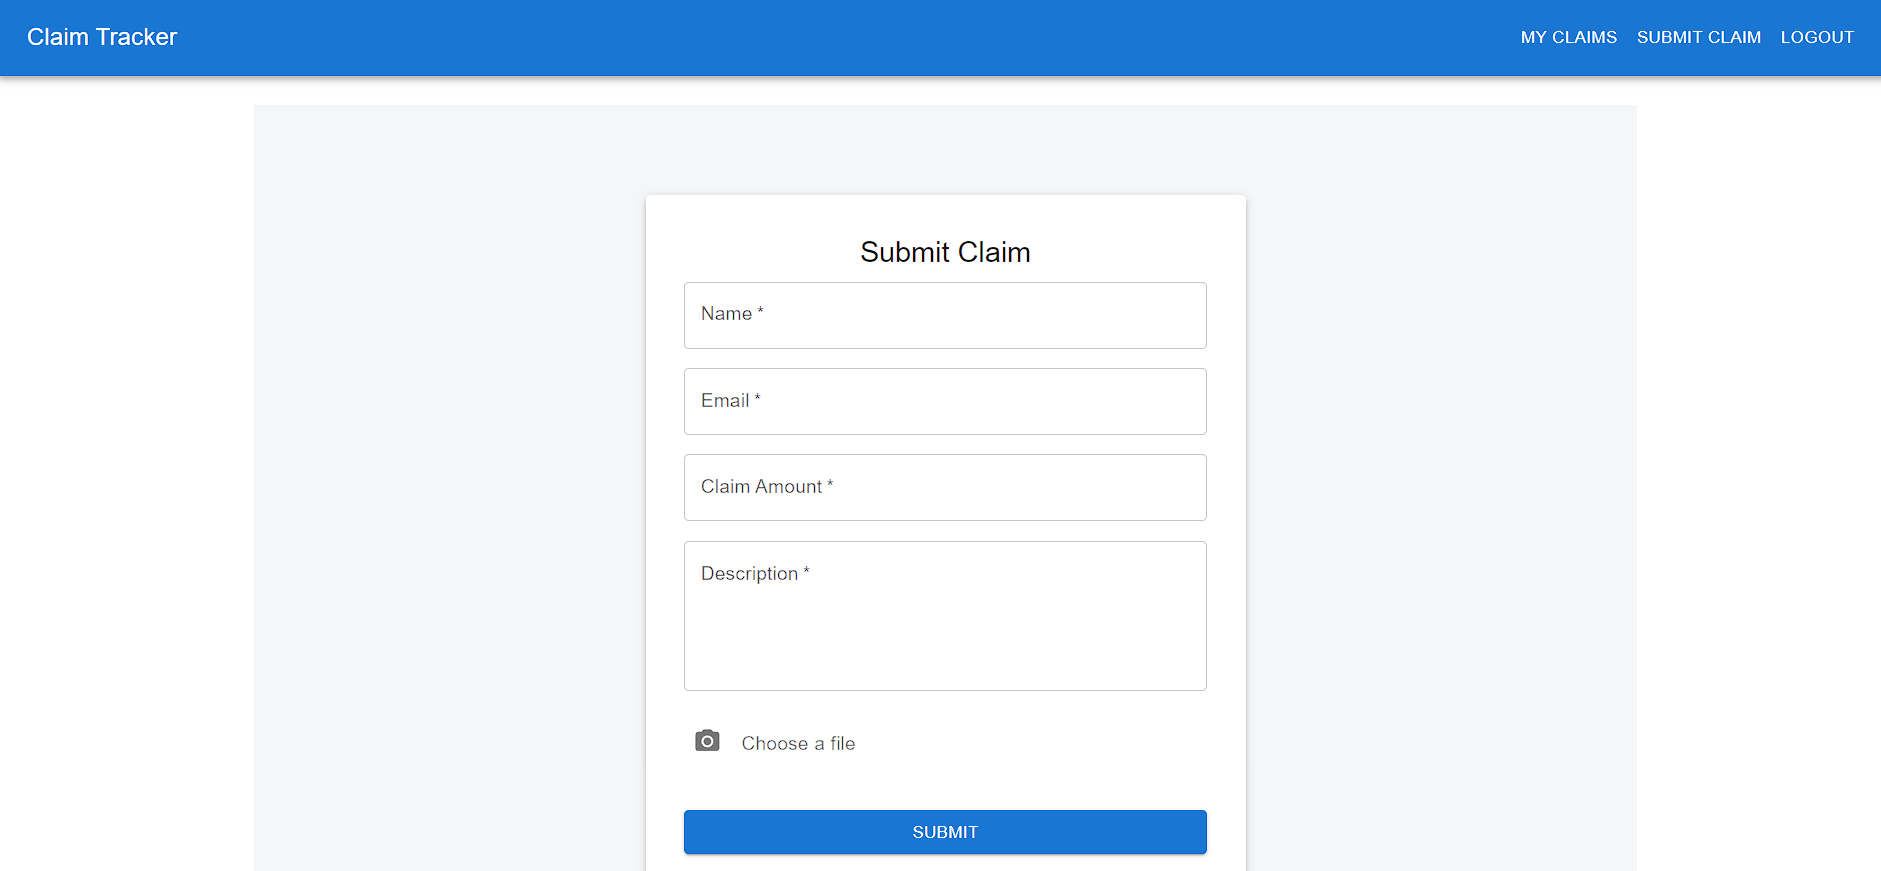 Claim Tracker
MY CLAIMS SUBMIT CLAIM LOGOUT
Submit Claim
Name *
Email *
Claim Amount *
Description *
Choose a file
SUBMIT